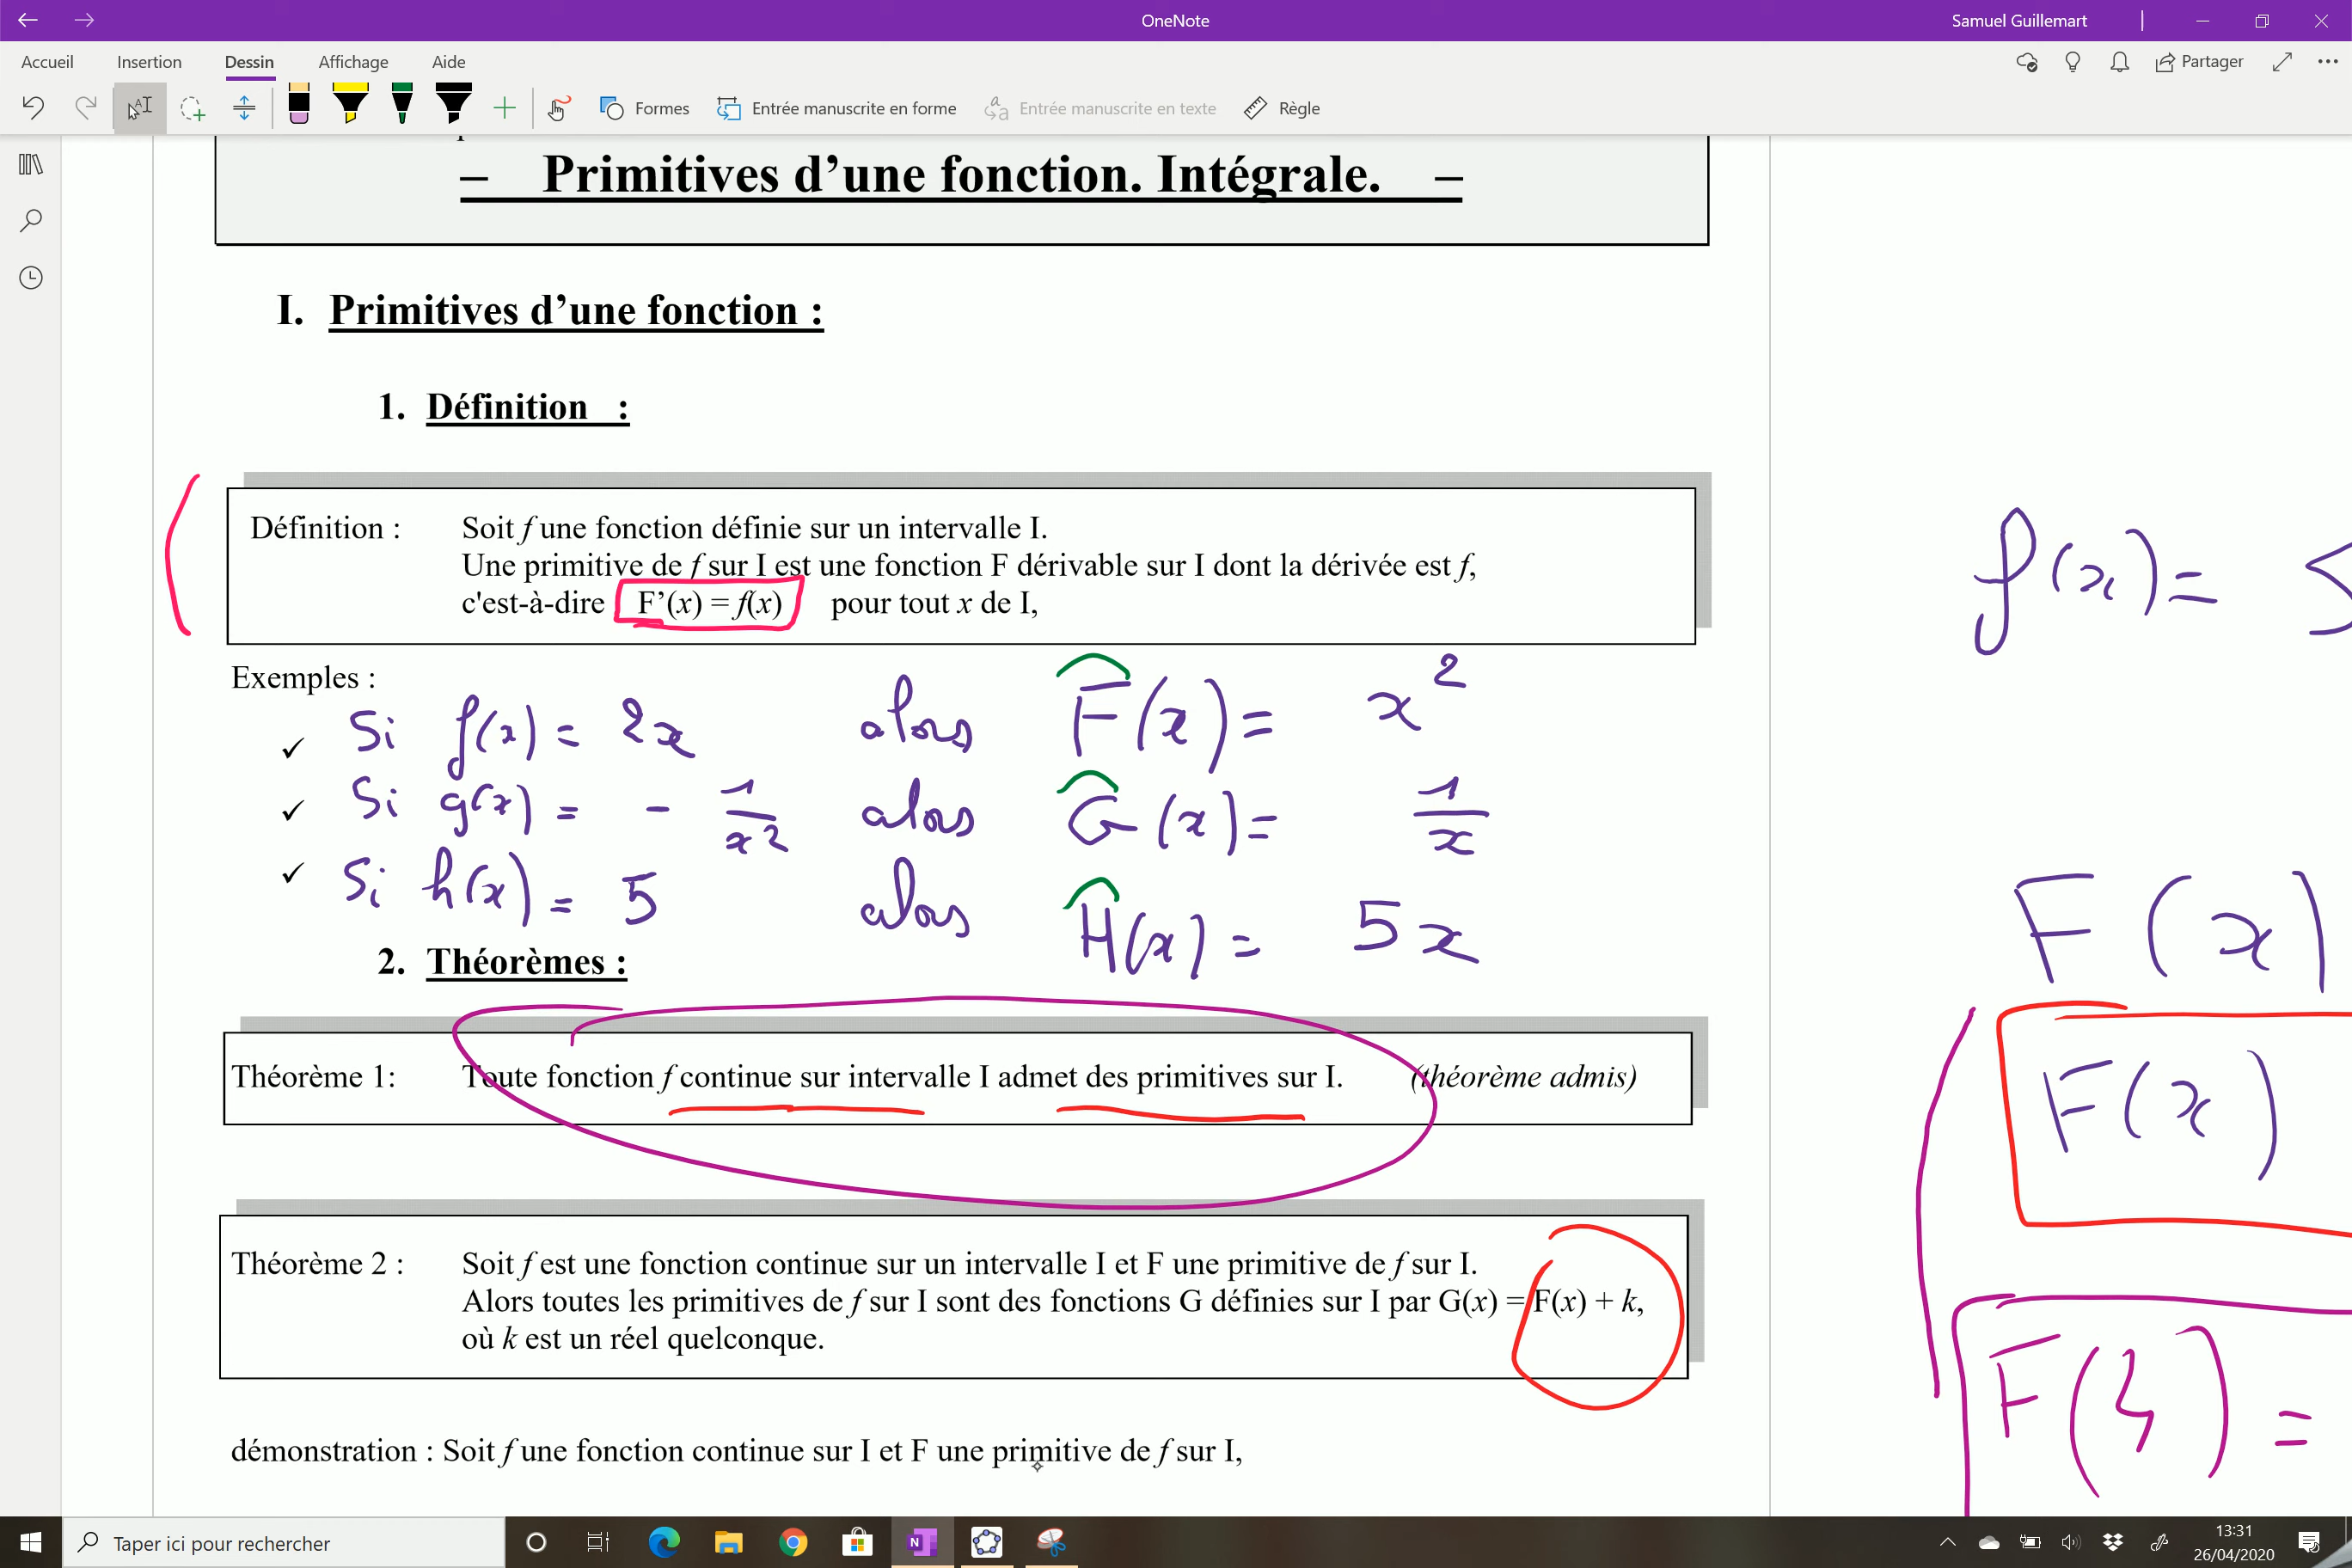 OneNote
Samuel Guillemart
Accueil Insertion Dessin Affichage Aide
Partager
Formes Entrée manuscrite en forme Entrée manuscrite en texte Règle
– Primitives d’une fonction. Intégrale. –
I. Primitives d’une fonction :
1. Définition :
Définition : Soit f une fonction définie sur un intervalle I.
Une primitive de f sur I est une fonction F dérivable sur I dont la dérivée est f,
c'est-à-dire F’(x) = f(x) pour tout x de I,
f(x) = 5
Exemples :
✓ Si f(x) = 2x alors F(x) = x²
✓ Si g(x) = - 1/x² alors G(x) = 1/x
✓ Si h(x) = 5 alors H(x) = 5x
F(x)
2. Théorèmes :
Théorème 1: Toute fonction f continue sur intervalle I admet des primitives sur I. (théorème admis)
F(x)
Théorème 2 : Soit f est une fonction continue sur un intervalle I et F une primitive de f sur I.
Alors toutes les primitives de f sur I sont des fonctions G définies sur I par G(x) = F(x) + k,
où k est un réel quelconque.
démonstration : Soit f une fonction continue sur I et F une primitive de f sur I,
Taper ici pour rechercher
13:31
26/04/2020